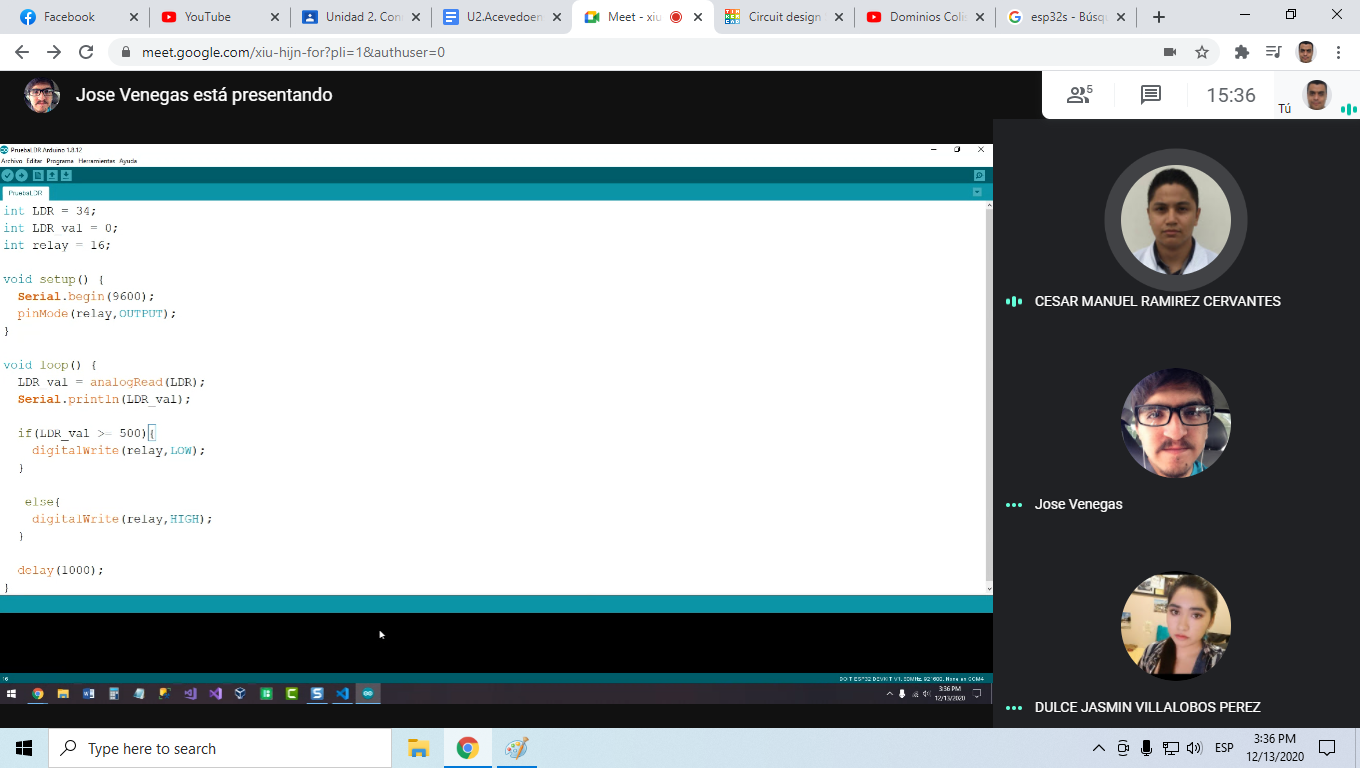 Facebook
YouTube
Unidad 2. Con
U2.Acevedoen
Meet - xiu
Circuit design
Dominios Coli
esp32s - Búsq
meet.google.com/xiu-hijn-for?pli=1&authuser=0
Jose Venegas está presentando
5
15:36
Tú
PruebaLDR Arduino 1.8.12
Archivo Editar Programa Herramientas Ayuda
PruebaLDR
int LDR = 34;
int LDR_val = 0;
int relay = 16;
void setup() {
Serial.begin(9600);
pinMode(relay,OUTPUT);
}
void loop() {
LDR_val = analogRead(LDR);
Serial.println(LDR_val);
if(LDR_val >= 500){
digitalWrite(relay,LOW);
}
else{
digitalWrite(relay,HIGH);
}
delay(1000);
}
16
DOIT ESP32 DEVKIT V1, 80MHz, 921600, None en COM4
3:36 PM
12/13/2020
CESAR MANUEL RAMIREZ CERVANTES
Jose Venegas
DULCE JASMIN VILLALOBOS PEREZ
Type here to search
ESP
3:36 PM
12/13/2020